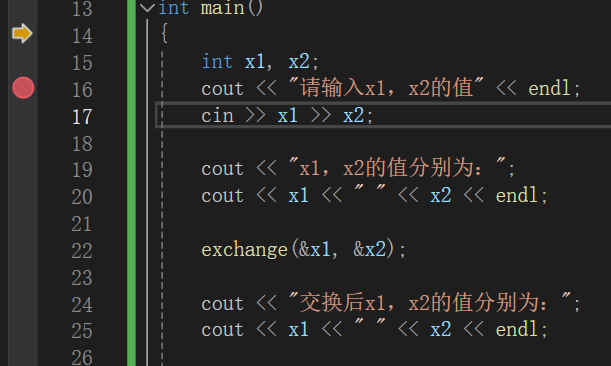 13 int main()
14 {
15 int x1, x2;
16 cout << "请输入x1，x2的值" << endl;
17 cin >> x1 >> x2;
18
19 cout << "x1，x2的值分别为：";
20 cout << x1 << " " << x2 << endl;
21
22 exchange(&x1, &x2);
23
24 cout << "交换后x1，x2的值分别为：";
25 cout << x1 << " " << x2 << endl;
26